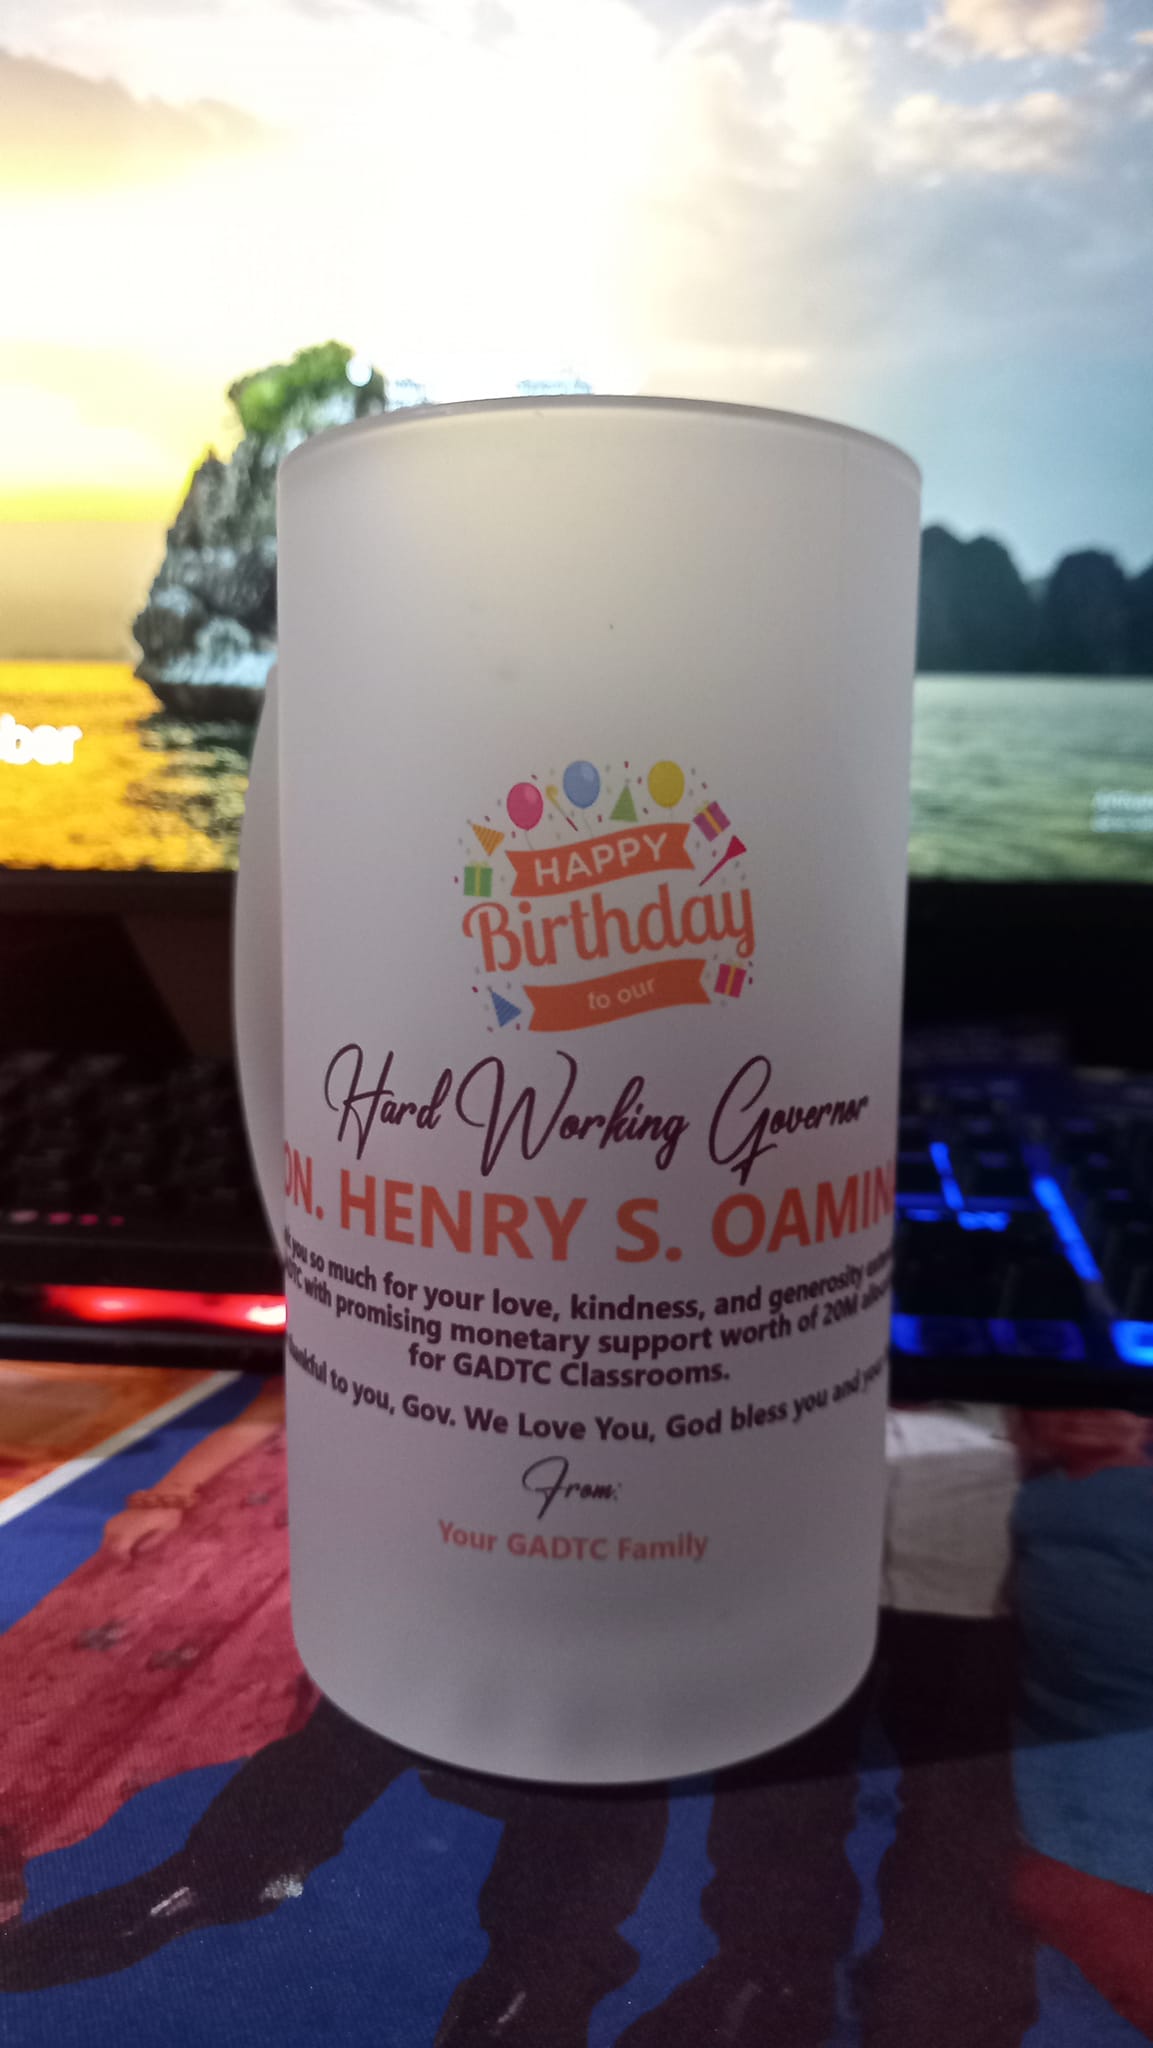 HAPPY
Birthday
to our
Hard Working Governor
HENRY S.
you so much for your love, kindness, and generosity
with promising monetary support worth of 20M
for GADTC Classrooms.
to you, Gov. We Love You, God bless you and
From:
Your GADTC Family